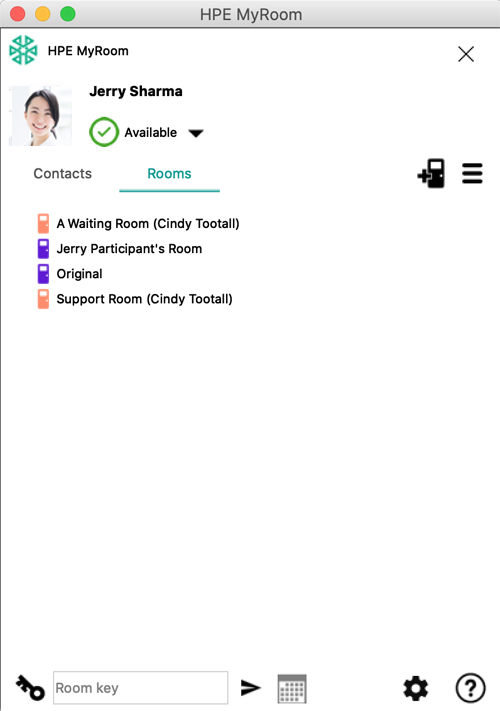 HPE MyRoom
HPE MyRoom
Jerry Sharma
Available
Contacts Rooms
A Waiting Room (Cindy Tootall)
Jerry Participant's Room
Original
Support Room (Cindy Tootall)
Room key